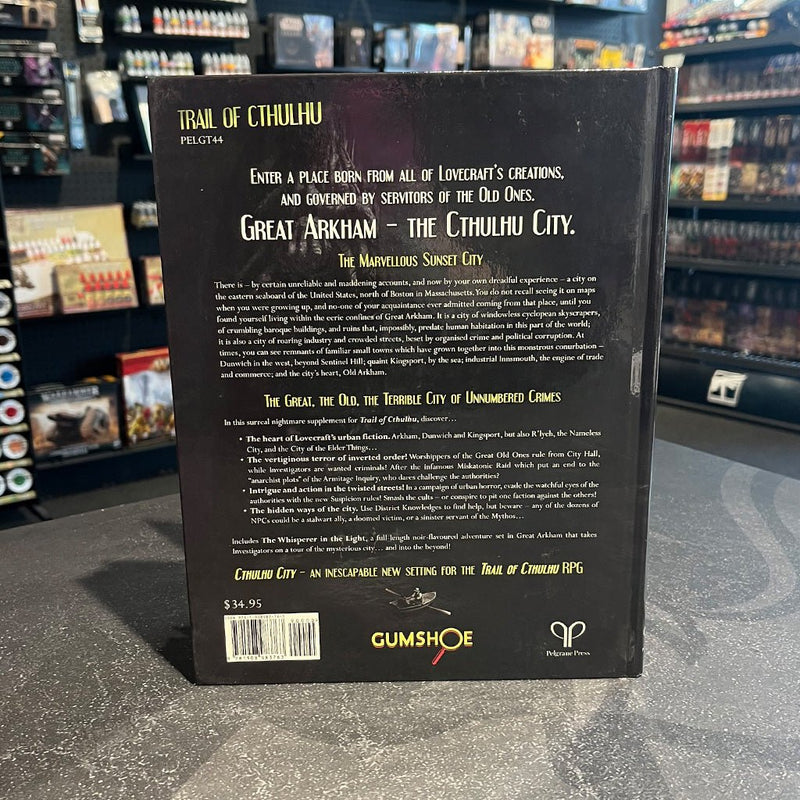 TRAIL OF CTHULHU
PELGT44
ENTER A PLACE BORN FROM ALL OF LOVECRAFT'S CREATIONS,
AND GOVERNED BY SERVITORS OF THE OLD ONES.
GREAT ARKHAM – THE CTHULHU CITY.
THE MARVELLOUS SUNSET CITY
There is – by certain unreliable and maddening accounts, and now by your own dreadful experience – a city on
the eastern seaboard of the United States, north of Boston in Massachusetts. You do not recall seeing it on maps
when you were growing up, and no-one of your acquaintance ever admitted coming from that place, until you
found yourself living within the eerie confines of Great Arkham. It is a city of windowless cyclopean skyscrapers,
of crumbling baroque buildings, and ruins that, impossibly, predate human habitation in this part of the world;
it is also a city of roaring industry and crowded streets, beset by organised crime and political corruption. At
times, you can see remnants of familiar small towns which have grown together into this monstrous conurbation –
Dunwich in the west, beyond Sentinel Hill; quaint Kingsport, by the sea; industrial Innsmouth, the engine of trade
and commerce; and the city's heart, Old Arkham.
THE GREAT, THE OLD, THE TERRIBLE CITY OF UNNUMBERED CRIMES
In this surreal nightmare supplement for Trail of Cthulhu, discover…
• The heart of Lovecraft's urban fiction. Arkham, Dunwich and Kingsport, but also R'lyeh, the Nameless
City, and the City of the Elder Things…
• The vertiginous terror of inverted order! Worshippers of the Great Old Ones rule from City Hall,
while Investigators are wanted criminals! After the infamous Miskatonic Raid which put an end to the
"anarchist plots" of the Armitage Inquiry, who dares challenge the authorities?
• Intrigue and action in the twisted streets! In a campaign of urban horror, evade the watchful eyes of the
authorities with the new Suspicion rules! Smash the cults – or conspire to pit one faction against the others!
• The hidden ways of the city. Use District Knowledges to find help, but beware – any of the dozens of
NPCs could be a stalwart ally, a doomed victim, or a sinister servant of the Mythos…
Includes The Whisperer in the Light, a full-length noir-flavoured adventure set in Great Arkham that takes
Investigators on a tour of the mysterious city… and into the beyond!
CTHULHU CITY – AN INESCAPABLE NEW SETTING FOR THE TRAIL OF CTHULHU RPG
$34.95
GUMSHOE
Pelgrane Press